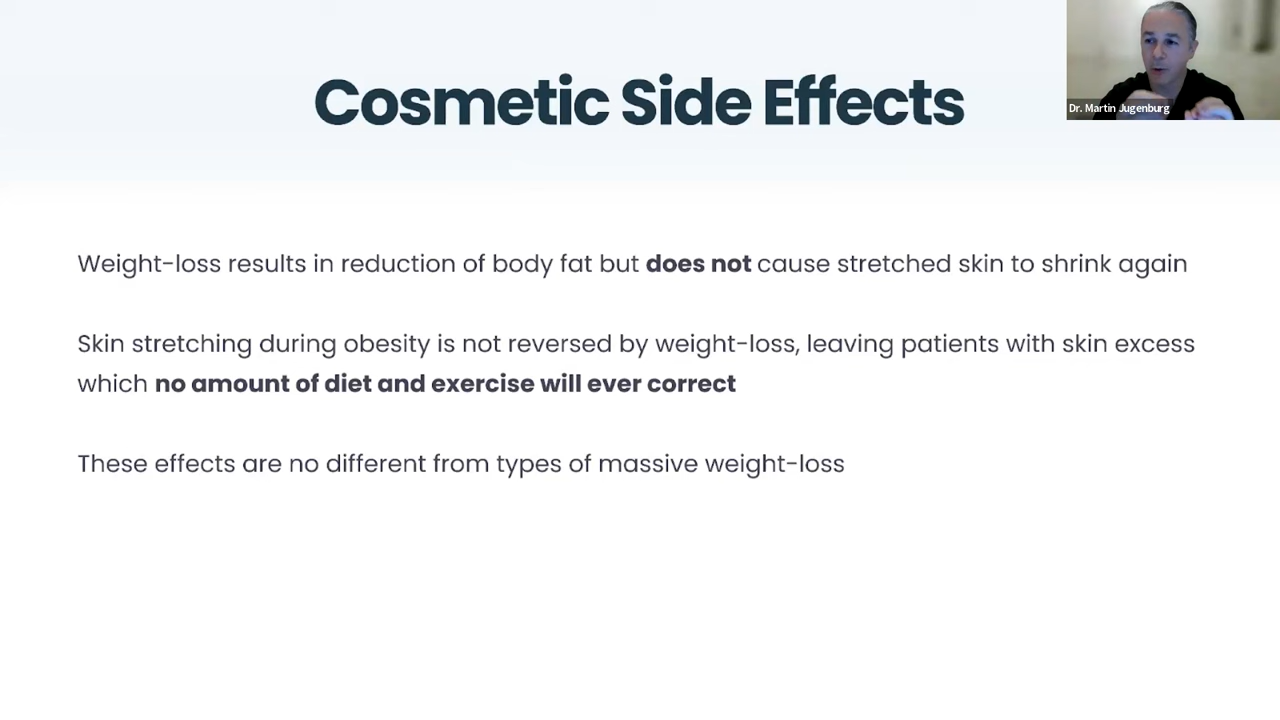 Cosmetic Side Effects
Dr. Martin Jugenburg
Weight-loss results in reduction of body fat but does not cause stretched skin to shrink again
Skin stretching during obesity is not reversed by weight-loss, leaving patients with skin excess
which no amount of diet and exercise will ever correct
These effects are no different from types of massive weight-loss